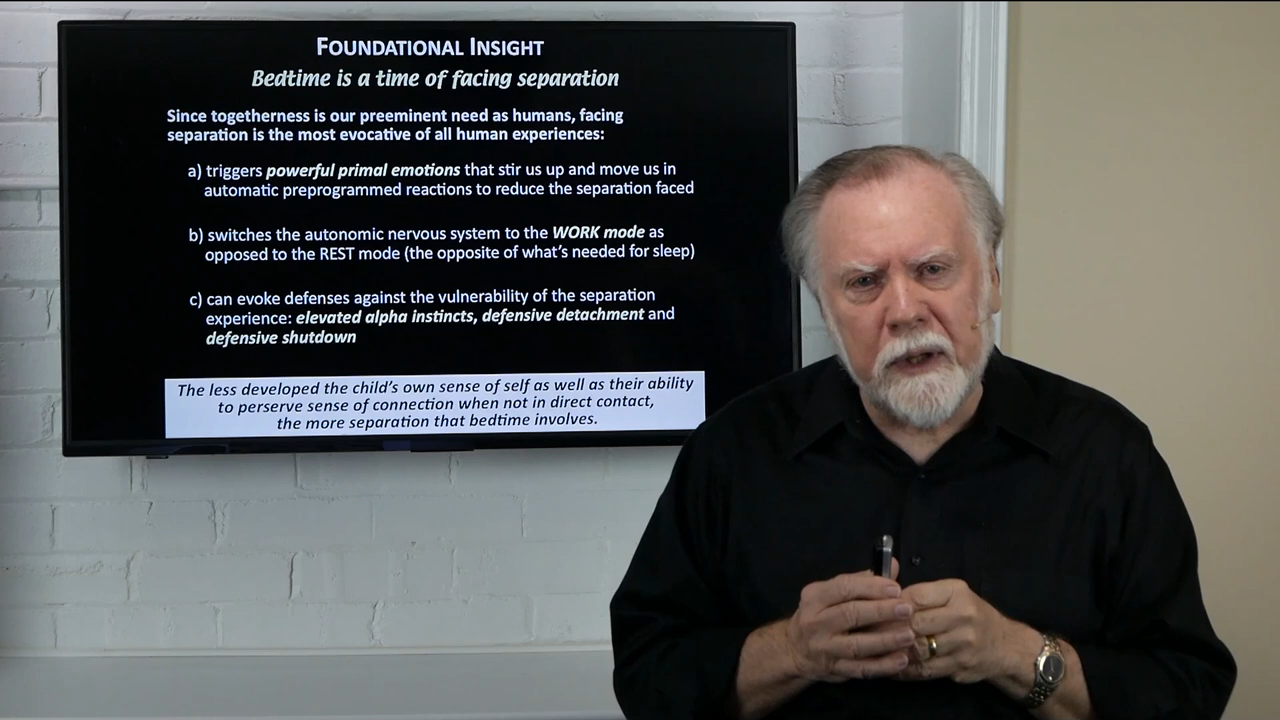 FOUNDATIONAL INSIGHT
Bedtime is a time of facing separation
Since togetherness is our preeminent need as humans, facing
separation is the most evocative of all human experiences:
a) triggers powerful primal emotions that stir us up and move us in
automatic preprogrammed reactions to reduce the separation faced
b) switches the autonomic nervous system to the WORK mode as
opposed to the REST mode (the opposite of what's needed for sleep)
c) can evoke defenses against the vulnerability of the separation
experience: elevated alpha instincts, defensive detachment and
defensive shutdown
The less developed the child's own sense of self as well as their ability
to perserve sense of connection when not in direct contact,
the more separation that bedtime involves.